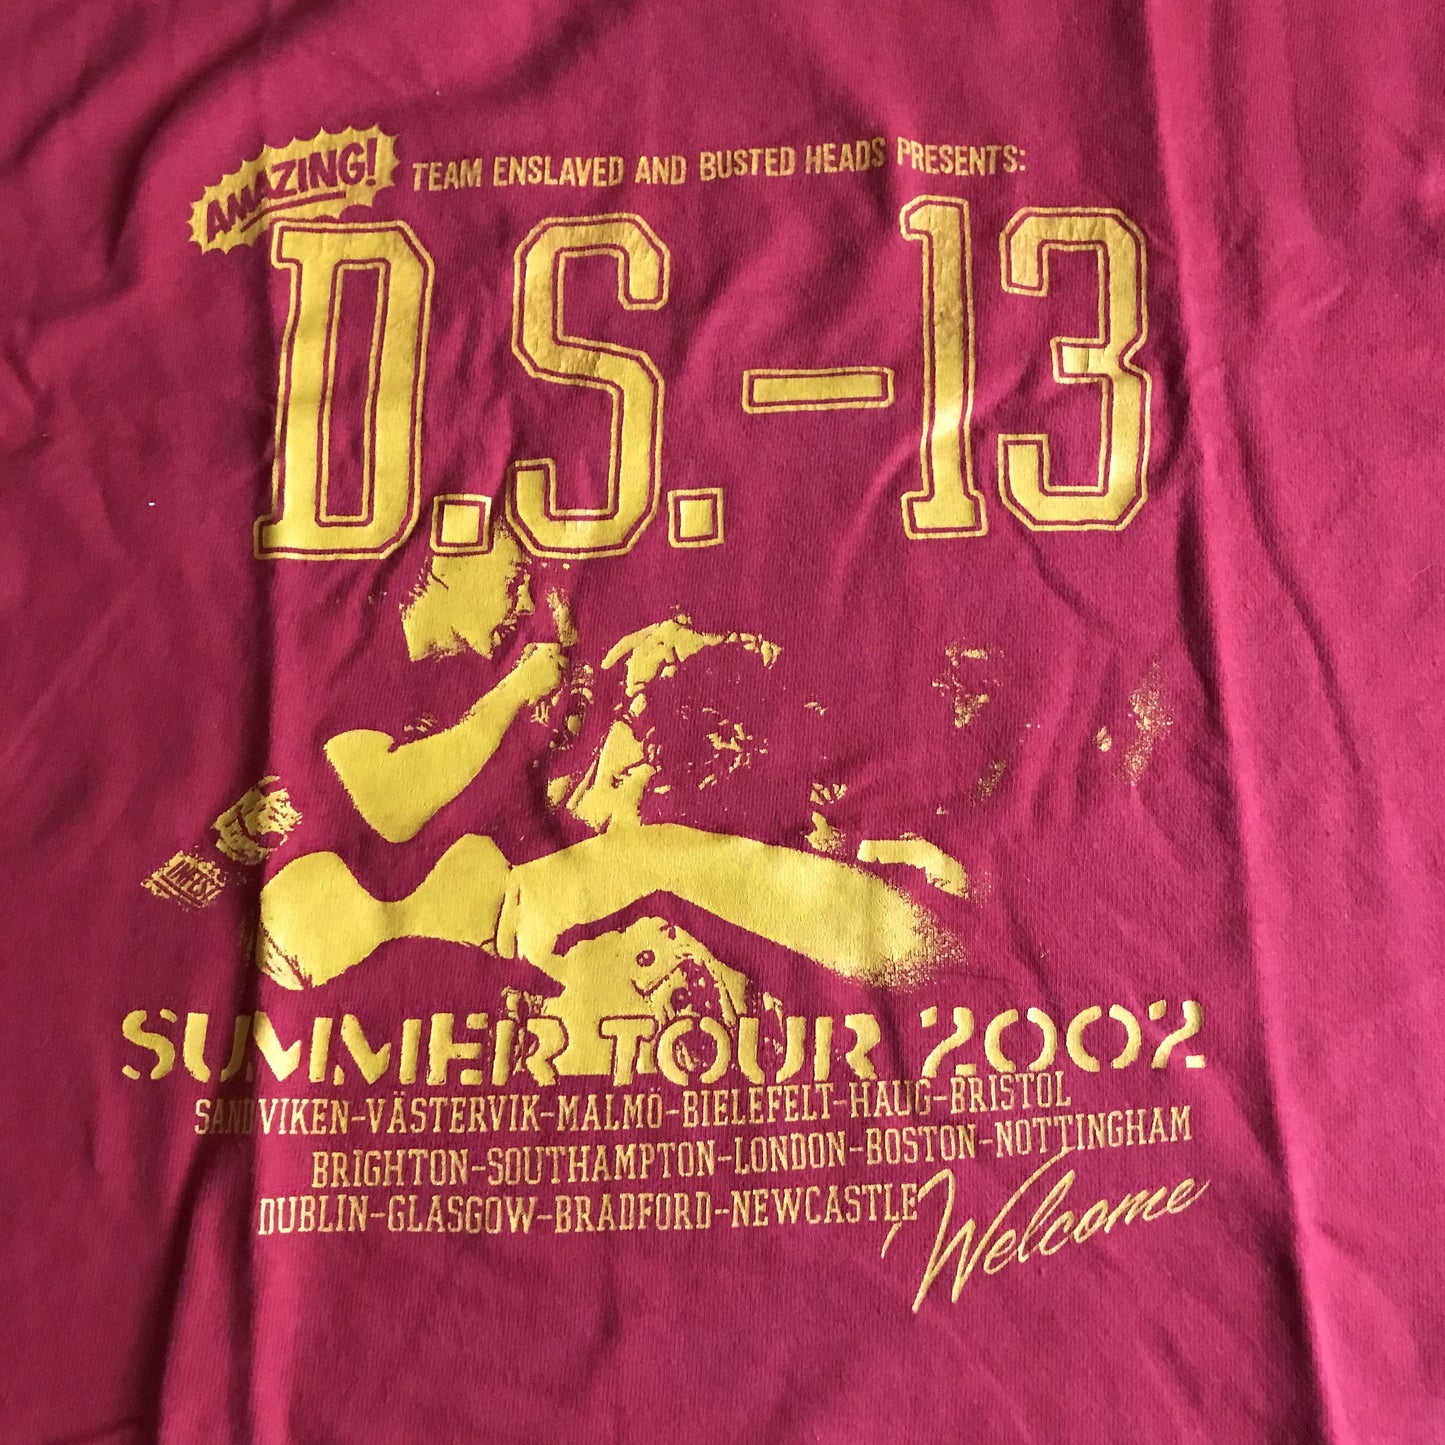 AMAZING!
TEAM ENSLAVED AND BUSTED HEADS PRESENTS:
D.S.-13
INFEST
SUMMER TOUR 2002
SANDVIKEN-VÄSTERVIK-MALMÖ-BIELEFELT-HAUG-BRISTOL
BRIGHTON-SOUTHAMPTON-LONDON-BOSTON-NOTTINGHAM
DUBLIN-GLASGOW-BRADFORD-NEWCASTLE
Welcome